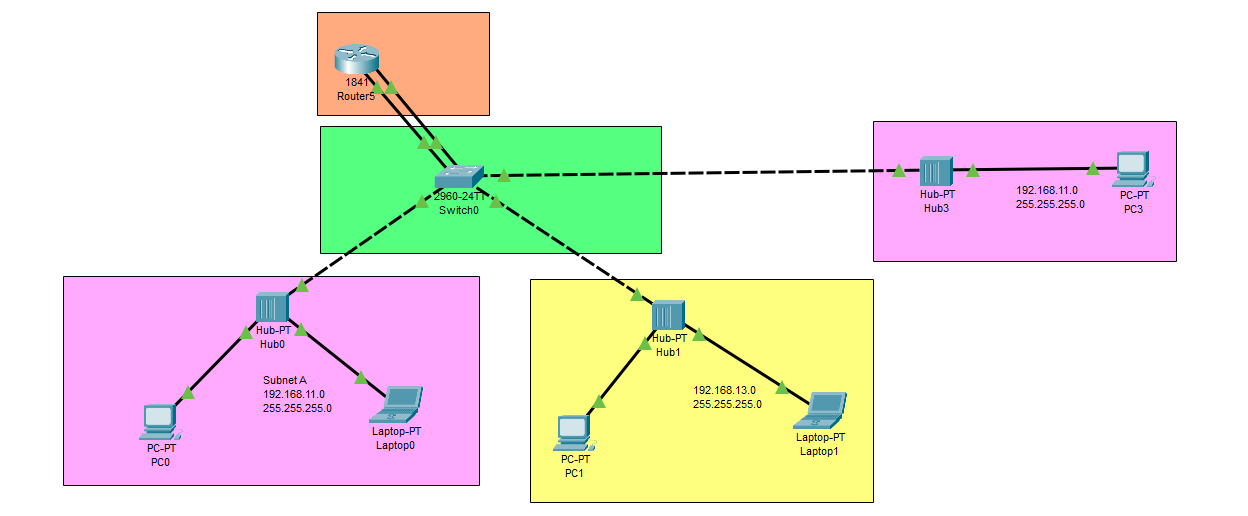 1841
Router5
2960-24TT
Switch0
Hub-PT
Hub3
192.168.11.0
255.255.255.0
PC-PT
PC3
Hub-PT
Hub0
Subnet A
192.168.11.0
255.255.255.0
PC-PT
PC0
Laptop-PT
Laptop0
Hub-PT
Hub1
192.168.13.0
255.255.255.0
PC-PT
PC1
Laptop-PT
Laptop1